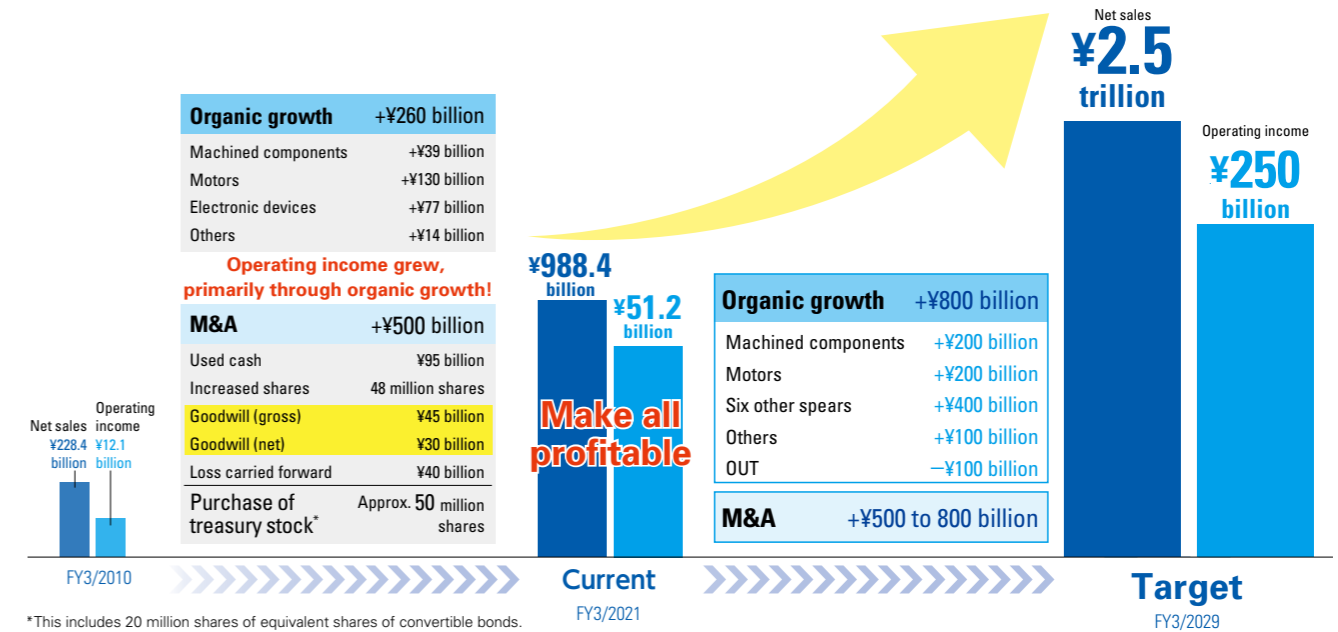 Net sales
¥228.4
billion
Operating
income
¥12.1
billion
FY3/2010
Organic growth +¥260 billion
Machined components +¥39 billion
Motors +¥130 billion
Electronic devices +¥77 billion
Others +¥14 billion
Operating income grew,
primarily through organic growth!
M&A +¥500 billion
Used cash ¥95 billion
Increased shares 48 million shares
Goodwill (gross) ¥45 billion
Goodwill (net) ¥30 billion
Loss carried forward ¥40 billion
Purchase of
treasury stock*
Approx. 50 million
shares
¥988.4
billion
¥51.2
billion
Make all
profitable
Current
FY3/2021
Organic growth +¥800 billion
Machined components +¥200 billion
Motors +¥200 billion
Six other spears +¥400 billion
Others +¥100 billion
OUT −¥100 billion
M&A +¥500 to 800 billion
Net sales
¥2.5
trillion
Operating income
¥250
billion
Target
FY3/2029
*This includes 20 million shares of equivalent shares of convertible bonds.